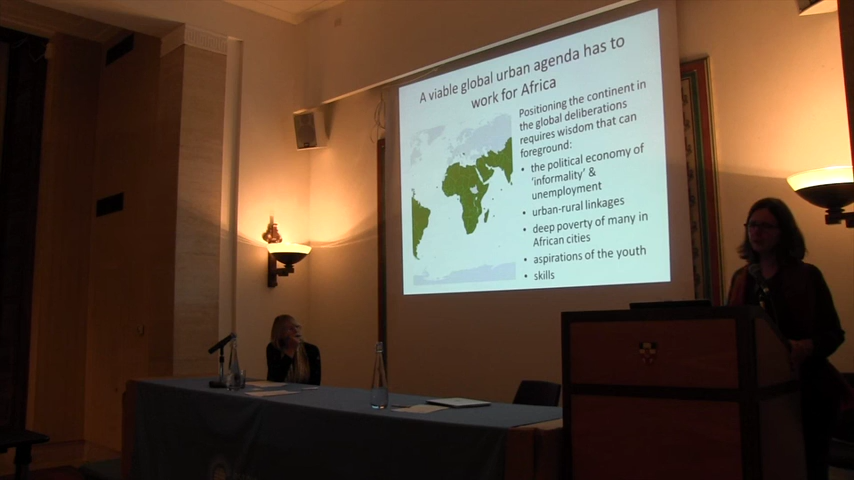 A viable global urban agenda has to
work for Africa
Positioning the continent in
the global deliberations
requires wisdom that can
foreground:
• the political economy of
'informality' &
unemployment
• urban-rural linkages
• deep poverty of many in
African cities
• aspirations of the youth
• skills